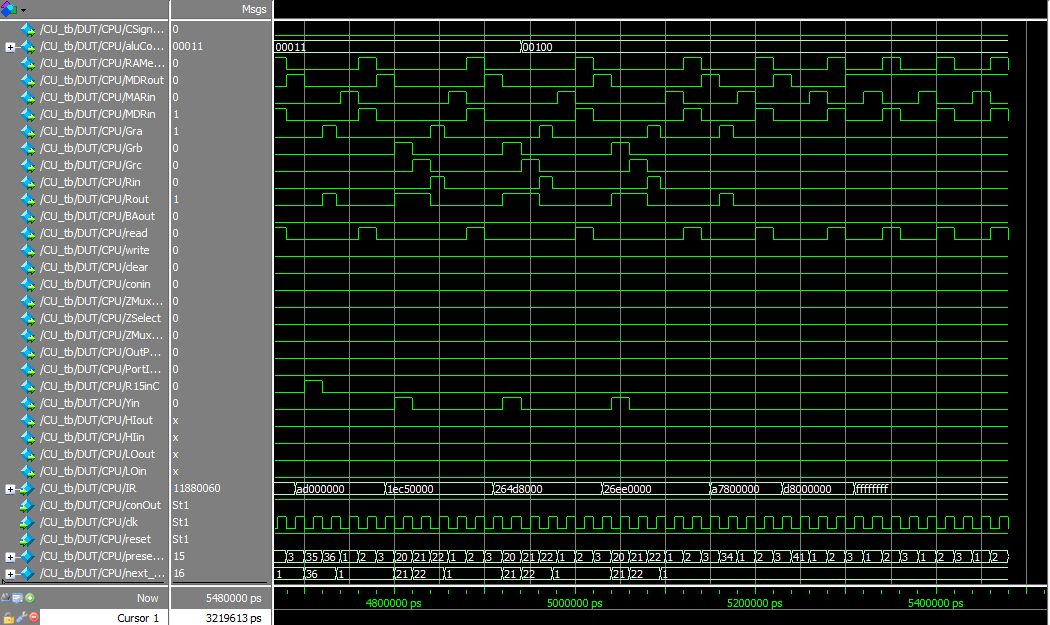 Msgs
/CU_tb/DUT/CPU/CSign... 0
/CU_tb/DUT/CPU/aluCo... 00011 00011 00100
/CU_tb/DUT/CPU/RAMe... 0
/CU_tb/DUT/CPU/MDRout 0
/CU_tb/DUT/CPU/MARin 0
/CU_tb/DUT/CPU/MDRin 1
/CU_tb/DUT/CPU/Gra 1
/CU_tb/DUT/CPU/Grb 0
/CU_tb/DUT/CPU/Grc 0
/CU_tb/DUT/CPU/Rin 0
/CU_tb/DUT/CPU/Rout 1
/CU_tb/DUT/CPU/BAout 0
/CU_tb/DUT/CPU/read 0
/CU_tb/DUT/CPU/write 0
/CU_tb/DUT/CPU/clear 0
/CU_tb/DUT/CPU/conin 0
/CU_tb/DUT/CPU/ZMux... 0
/CU_tb/DUT/CPU/ZSelect 0
/CU_tb/DUT/CPU/ZMux... 0
/CU_tb/DUT/CPU/OutP... 0
/CU_tb/DUT/CPU/PortI... 0
/CU_tb/DUT/CPU/R15inC 0
/CU_tb/DUT/CPU/Yin 0
/CU_tb/DUT/CPU/HIout x
/CU_tb/DUT/CPU/HIin x
/CU_tb/DUT/CPU/LOout x
/CU_tb/DUT/CPU/LOin x
/CU_tb/DUT/CPU/IR 11880060 ad000000 1ec50000 264d8000 26ee0000 a7800000 d8000000 ffffffff
/CU_tb/DUT/CPU/conOut St1
/CU_tb/DUT/CPU/clk St1
/CU_tb/DUT/CPU/reset St1
/CU_tb/DUT/CPU/prese... 15 3 35 36 1 2 3 20 21 22 1 2 3 20 21 22 1 2 3 20 21 22 1 2 3 34 1 2 3 41 1 2 3 1 2 3 1 2 3 1 2
/CU_tb/DUT/CPU/next_... 16 1 36 1 21 22 1 21 22 1 21 22 1
Now 5480000 ps 4800000 ps 5000000 ps 5200000 ps 5400000 ps
Cursor 1 3219613 ps